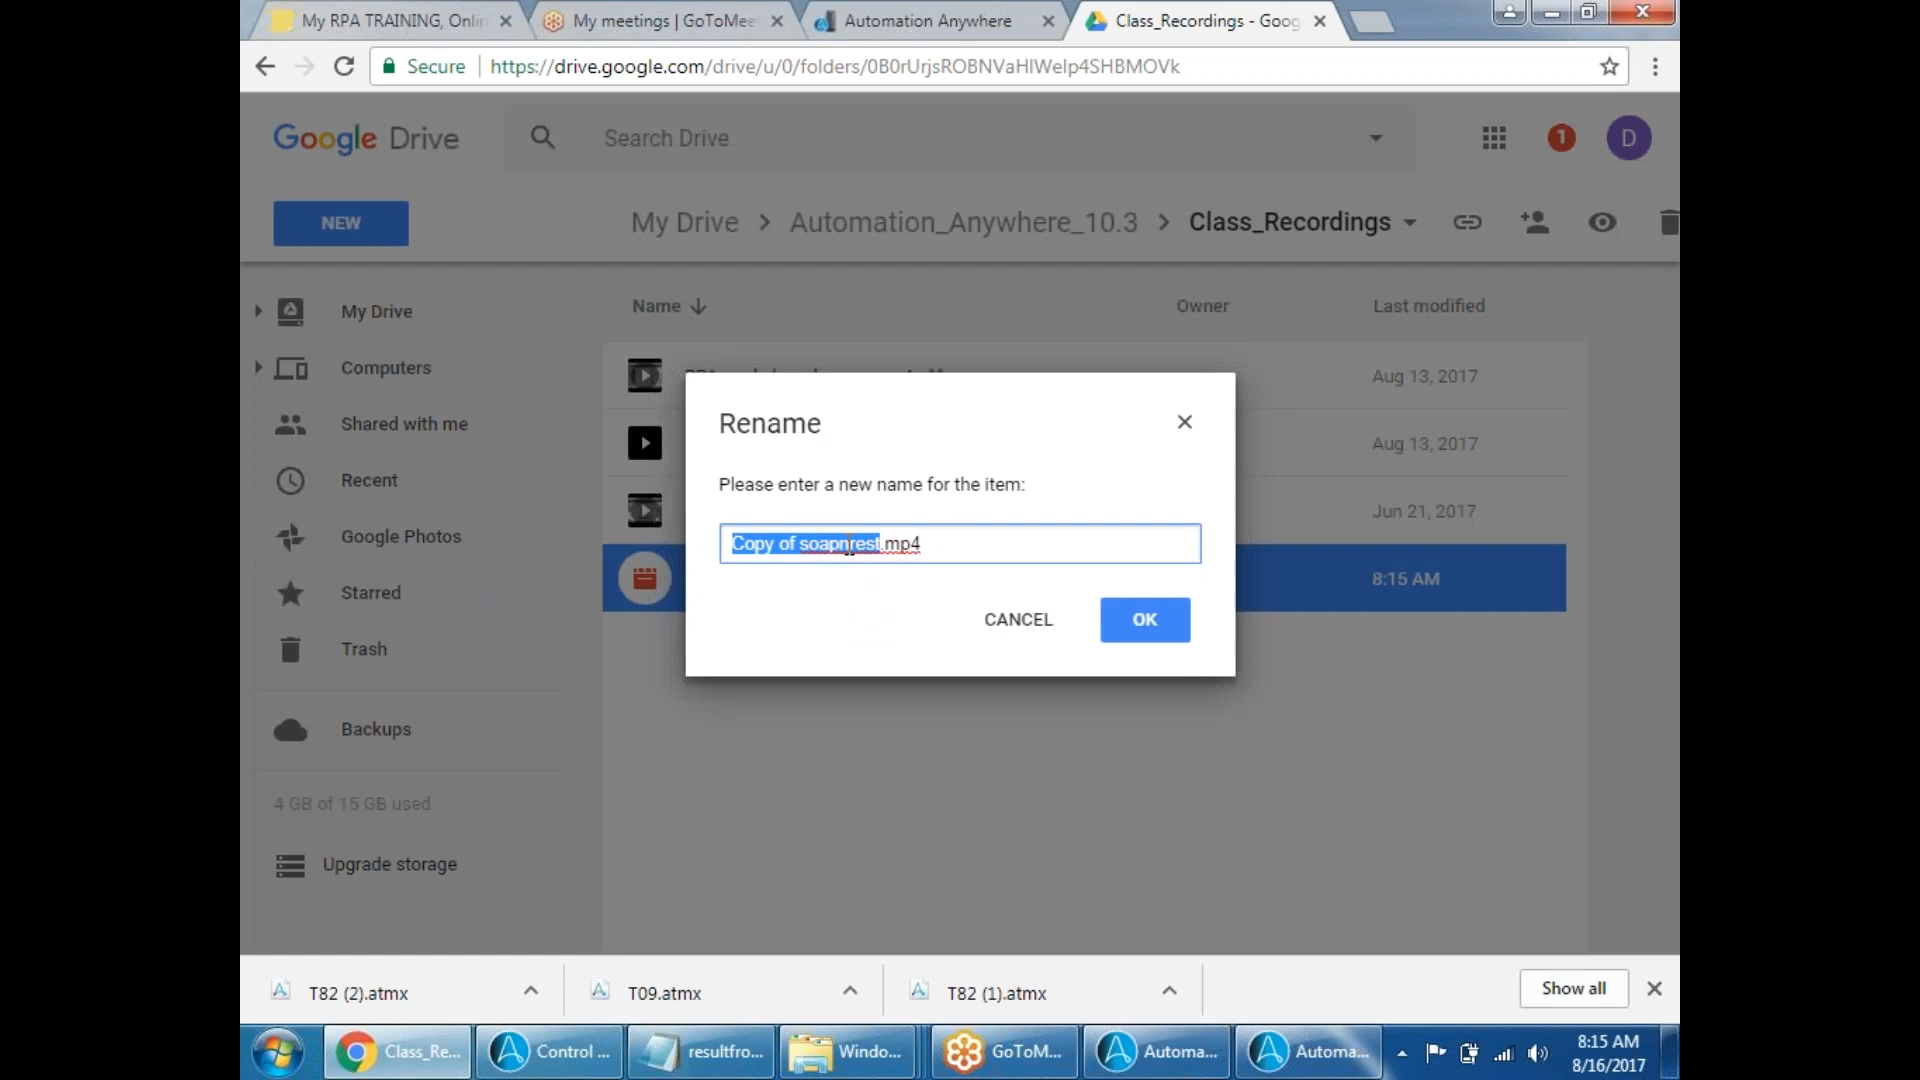 My RPA TRAINING, Onlin
My meetings | GoToMee
Automation Anywhere
Class_Recordings - Goog
Secure
https://drive.google.com/drive/u/0/folders/0B0rUrjsROBNVaHlWelp4SHBMOVk
Google Drive
Search Drive
1
D
NEW
My Drive > Automation_Anywhere_10.3 > Class_Recordings
My Drive
Computers
Shared with me
Recent
Google Photos
Starred
Trash
Backups
4 GB of 15 GB used
Upgrade storage
Name
Owner
Last modified
Aug 13, 2017
Aug 13, 2017
Jun 21, 2017
8:15 AM
Rename
Please enter a new name for the item:
Copy of soapnrest.mp4
CANCEL
OK
T82 (2).atmx
T09.atmx
T82 (1).atmx
Show all
Class_Re...
Control ...
resultfro...
Windo...
GoToM...
Automa...
Automa...
8:15 AM
8/16/2017